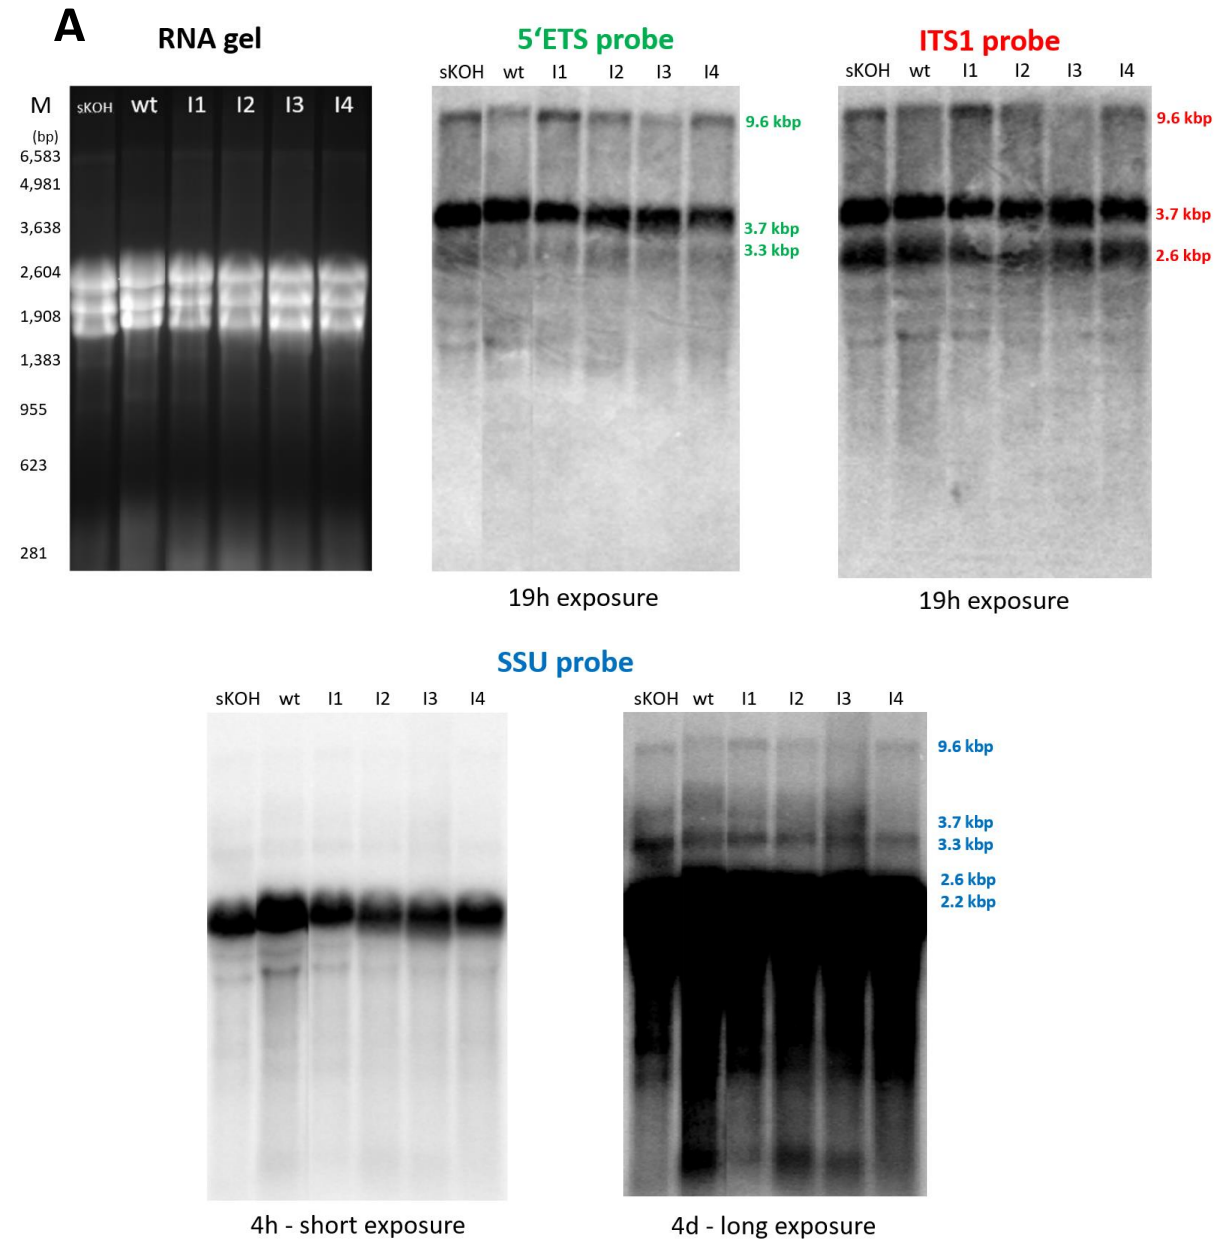 A
RNA gel
5‘ETS probe
ITS1 probe
sKOH wt I1 I2 I3 I4
sKOH wt I1 I2 I3 I4
M sKOH wt I1 I2 I3 I4
(bp)
6,583
4,981
3,638
2,604
1,908
1,383
955
623
281
9.6 kbp
3.7 kbp
3.3 kbp
9.6 kbp
3.7 kbp
2.6 kbp
19h exposure
19h exposure
SSU probe
sKOH wt I1 I2 I3 I4
sKOH wt I1 I2 I3 I4
9.6 kbp
3.7 kbp
3.3 kbp
2.6 kbp
2.2 kbp
4h - short exposure
4d - long exposure